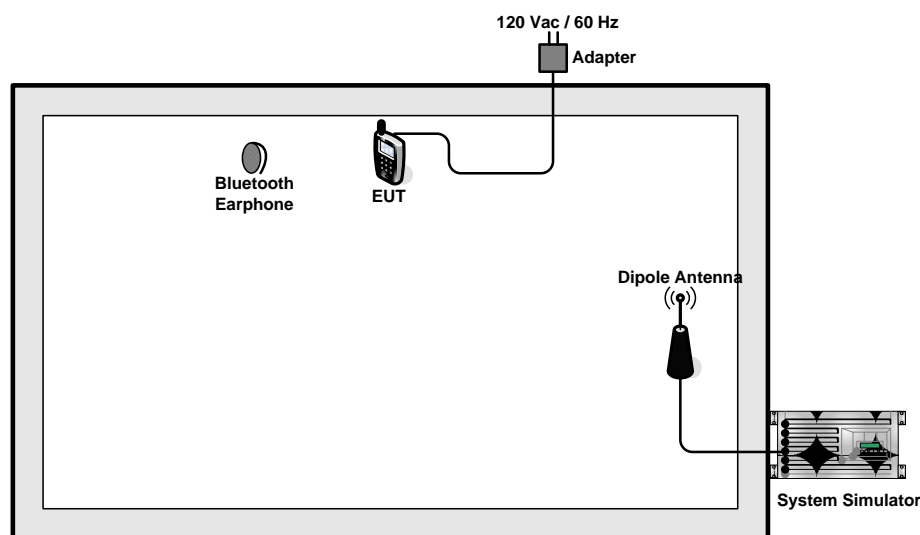 120 Vac / 60 Hz
Adapter
Bluetooth
Earphone
EUT
Dipole Antenna
System Simulator